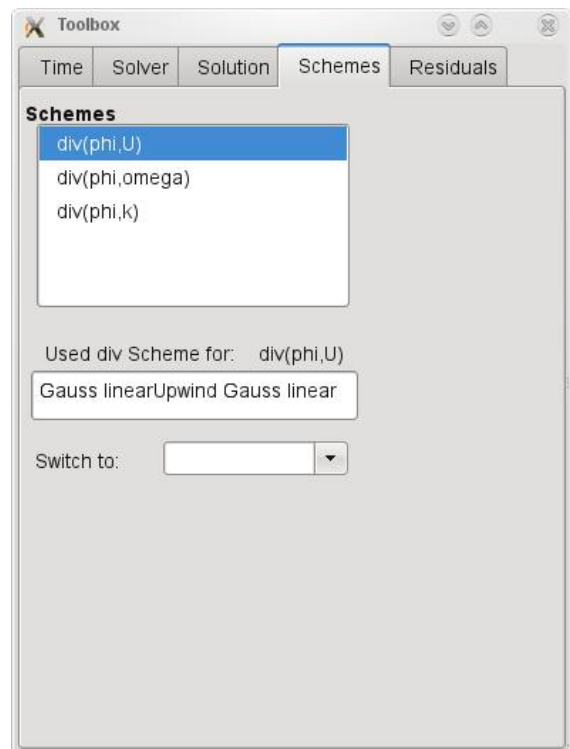 Toolbox
Time Solver Solution Schemes Residuals
Schemes
div(phi,U)
div(phi,omega)
div(phi,k)
Used div Scheme for: div(phi,U)
Gauss linearUpwind Gauss linear
Switch to: